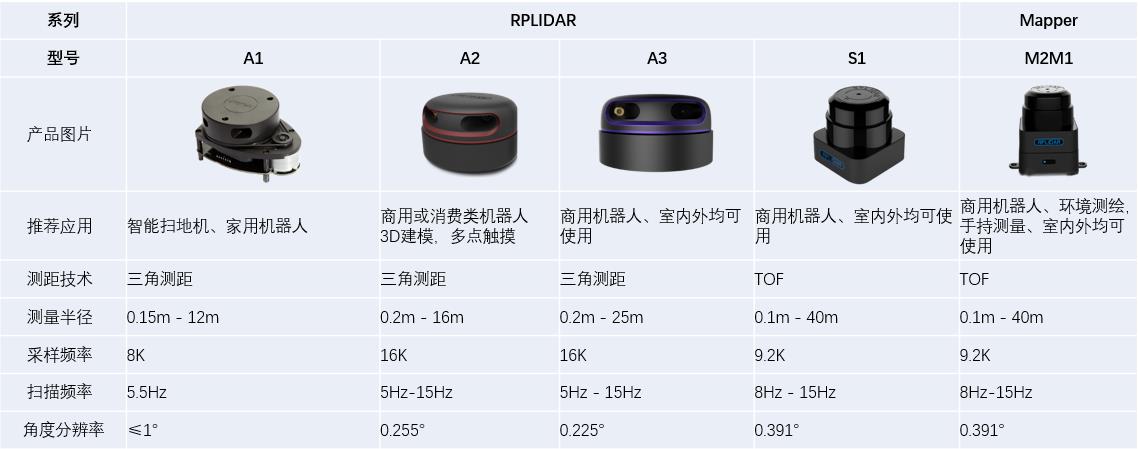 系列 RPLIDAR Mapper
型号 A1 A2 A3 S1 M2M1
产品图片
RPLIDAR
RPLIDAR
推荐应用 智能扫地机、家用机器人 商用或消费类机器人 3D建模，多点触摸 商用机器人、室内外均可使用 商用机器人、室内外均可使用 商用机器人、环境测绘，手持测量、室内外均可使用
测距技术 三角测距 三角测距 三角测距 TOF TOF
测量半径 0.15m - 12m 0.2m - 16m 0.2m - 25m 0.1m - 40m 0.1m - 40m
采样频率 8K 16K 16K 9.2K 9.2K
扫描频率 5.5Hz 5Hz-15Hz 5Hz - 15Hz 8Hz - 15Hz 8Hz-15Hz
角度分辨率 ≤1° 0.255° 0.225° 0.391° 0.391°